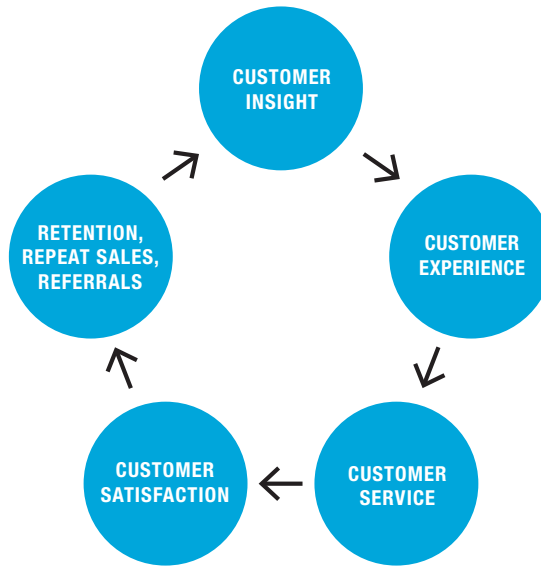 CUSTOMER
INSIGHT
CUSTOMER
EXPERIENCE
CUSTOMER
SERVICE
CUSTOMER
SATISFACTION
RETENTION,
REPEAT SALES,
REFERRALS